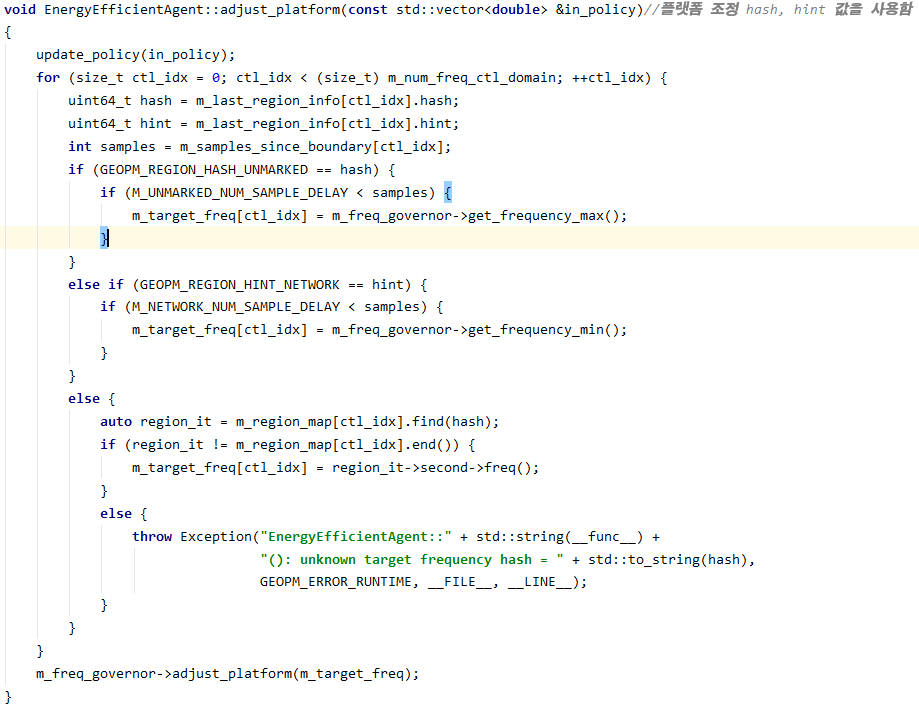 void EnergyEfficientAgent::adjust_platform(const std::vector<double> &in_policy)//플랫폼 조정 hash, hint 값을 사용함
{
    update_policy(in_policy);
    for (size_t ctl_idx = 0; ctl_idx < (size_t) m_num_freq_ctl_domain; ++ctl_idx) {
        uint64_t hash = m_last_region_info[ctl_idx].hash;
        uint64_t hint = m_last_region_info[ctl_idx].hint;
        int samples = m_samples_since_boundary[ctl_idx];
        if (GEOPM_REGION_HASH_UNMARKED == hash) {
            if (M_UNMARKED_NUM_SAMPLE_DELAY < samples) {
                m_target_freq[ctl_idx] = m_freq_governor->get_frequency_max();
            }
        }
        else if (GEOPM_REGION_HINT_NETWORK == hint) {
            if (M_NETWORK_NUM_SAMPLE_DELAY < samples) {
                m_target_freq[ctl_idx] = m_freq_governor->get_frequency_min();
            }
        }
        else {
            auto region_it = m_region_map[ctl_idx].find(hash);
            if (region_it != m_region_map[ctl_idx].end()) {
                m_target_freq[ctl_idx] = region_it->second->freq();
            }
            else {
                throw Exception("EnergyEfficientAgent::" + std::string(__func__) +
                                "(): unknown target frequency hash = " + std::to_string(hash),
                                GEOPM_ERROR_RUNTIME, __FILE__, __LINE__);
            }
        }
    }
    m_freq_governor->adjust_platform(m_target_freq);
}